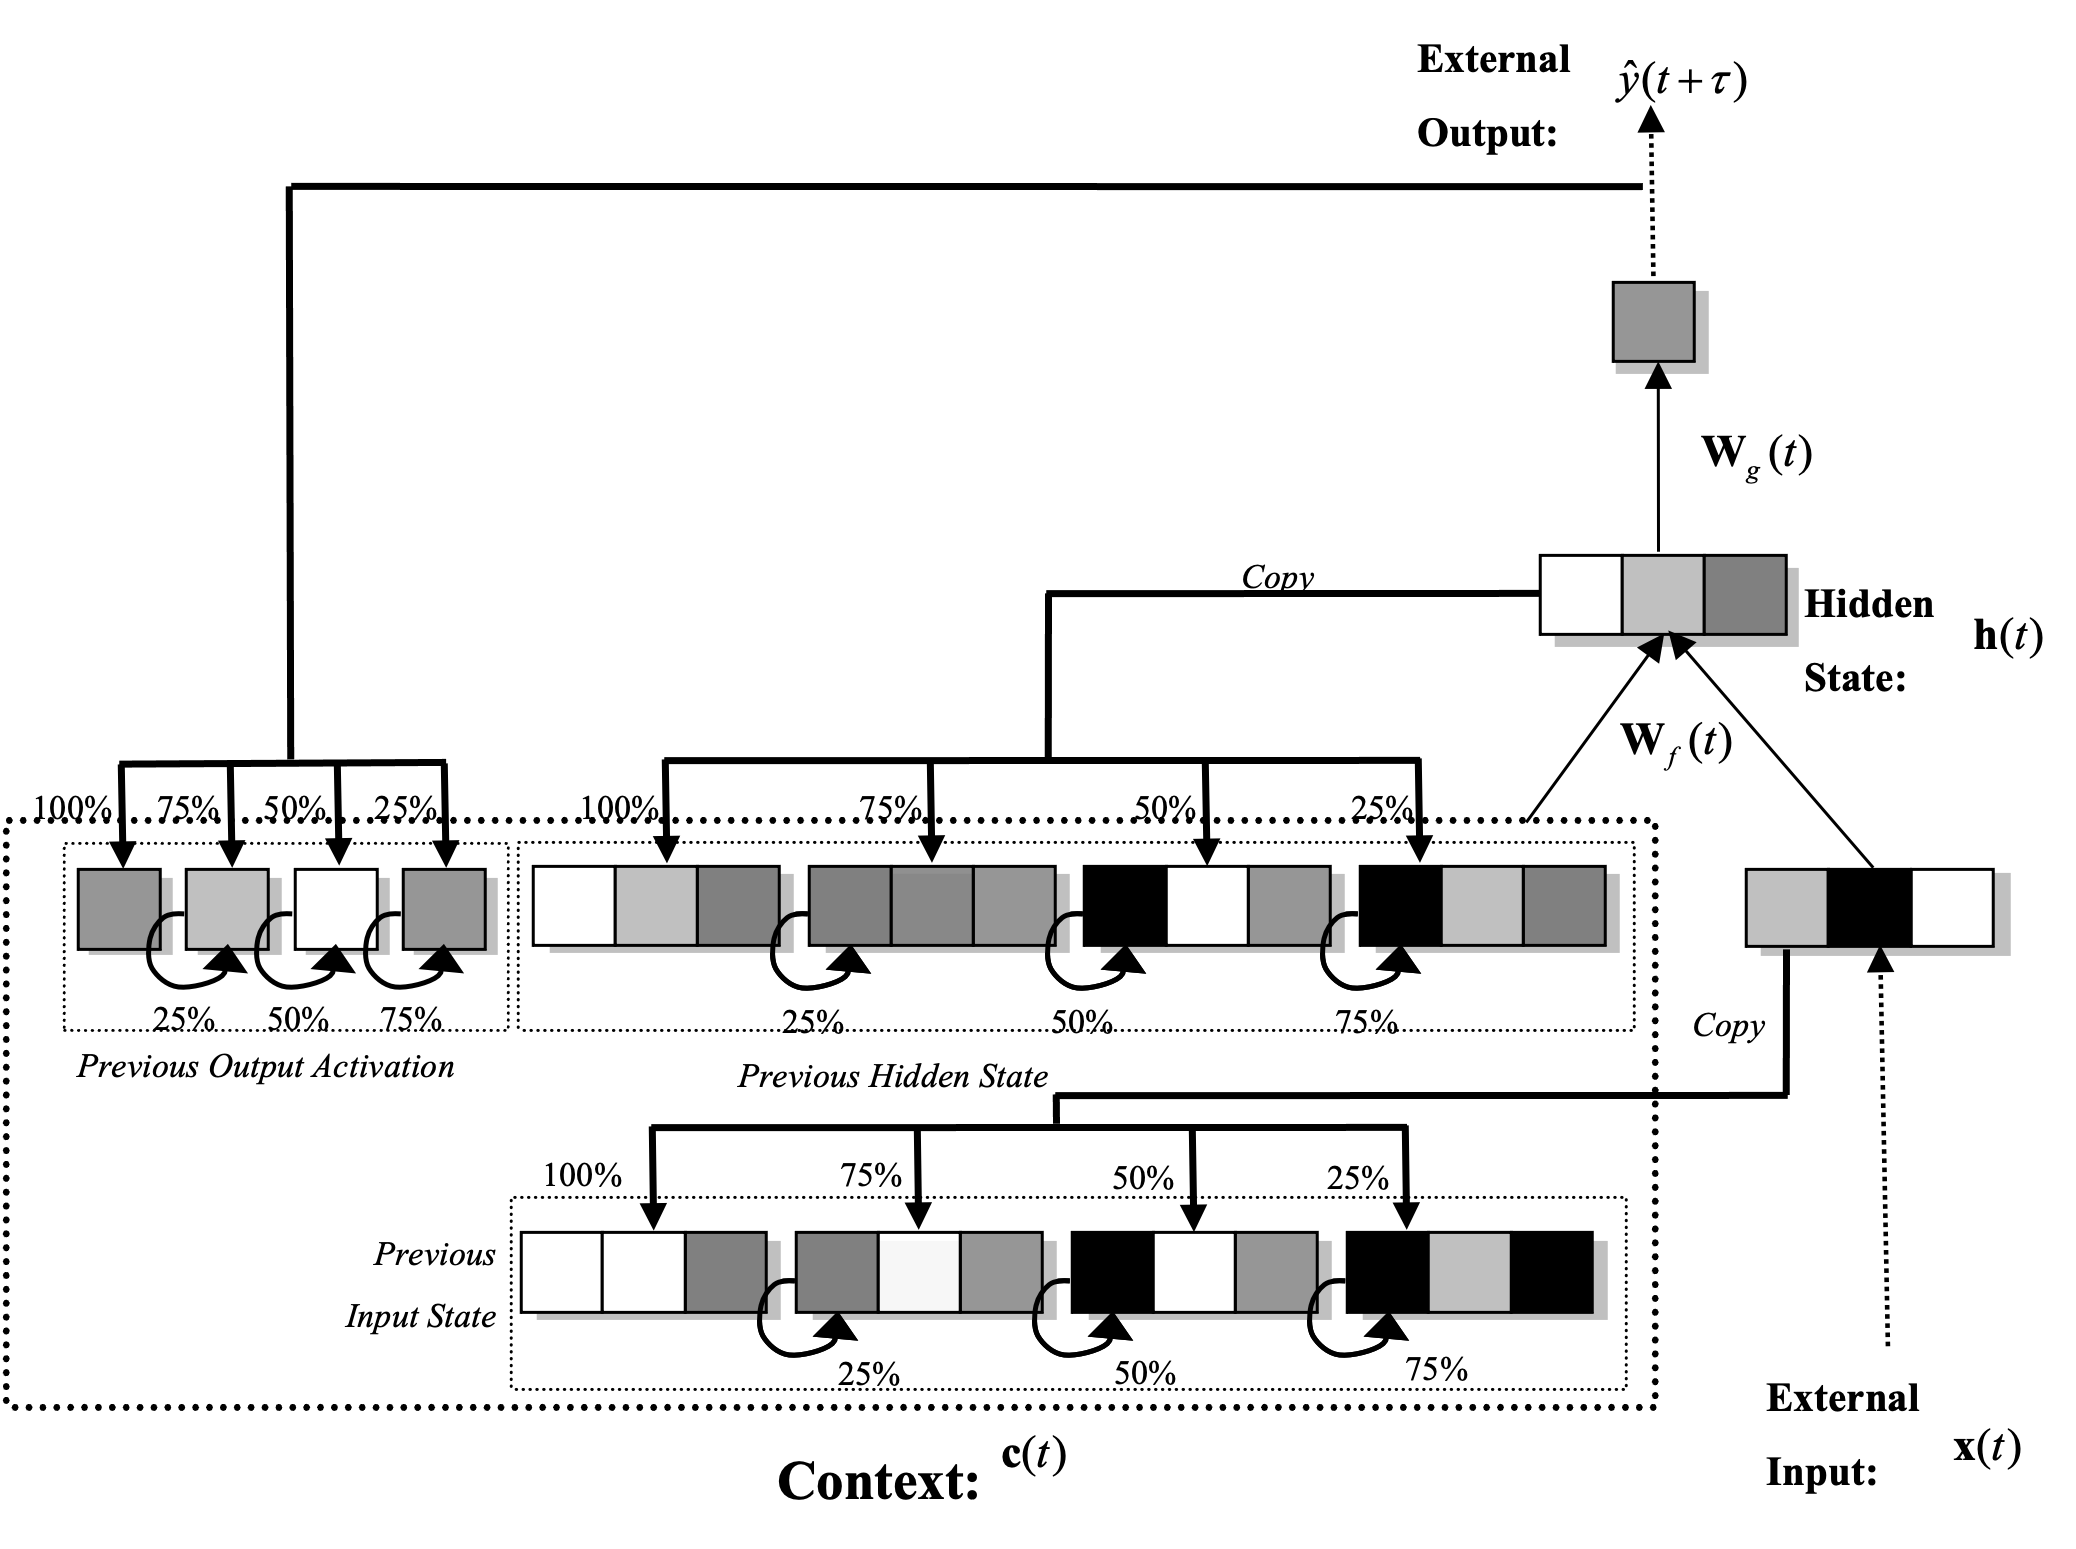 External
ŷ(t + τ)
Output:
W_g(t)
Copy
Hidden
h(t)
State:
W_f(t)
100% 75% 50% 25% 100% 75% 50% 25%
25% 50% 75% 25% 50% 75%
Copy
Previous Output Activation
Previous Hidden State
100% 75% 50% 25%
Previous
Input State
25% 50% 75%
External
x(t)
Input:
Context: c(t)